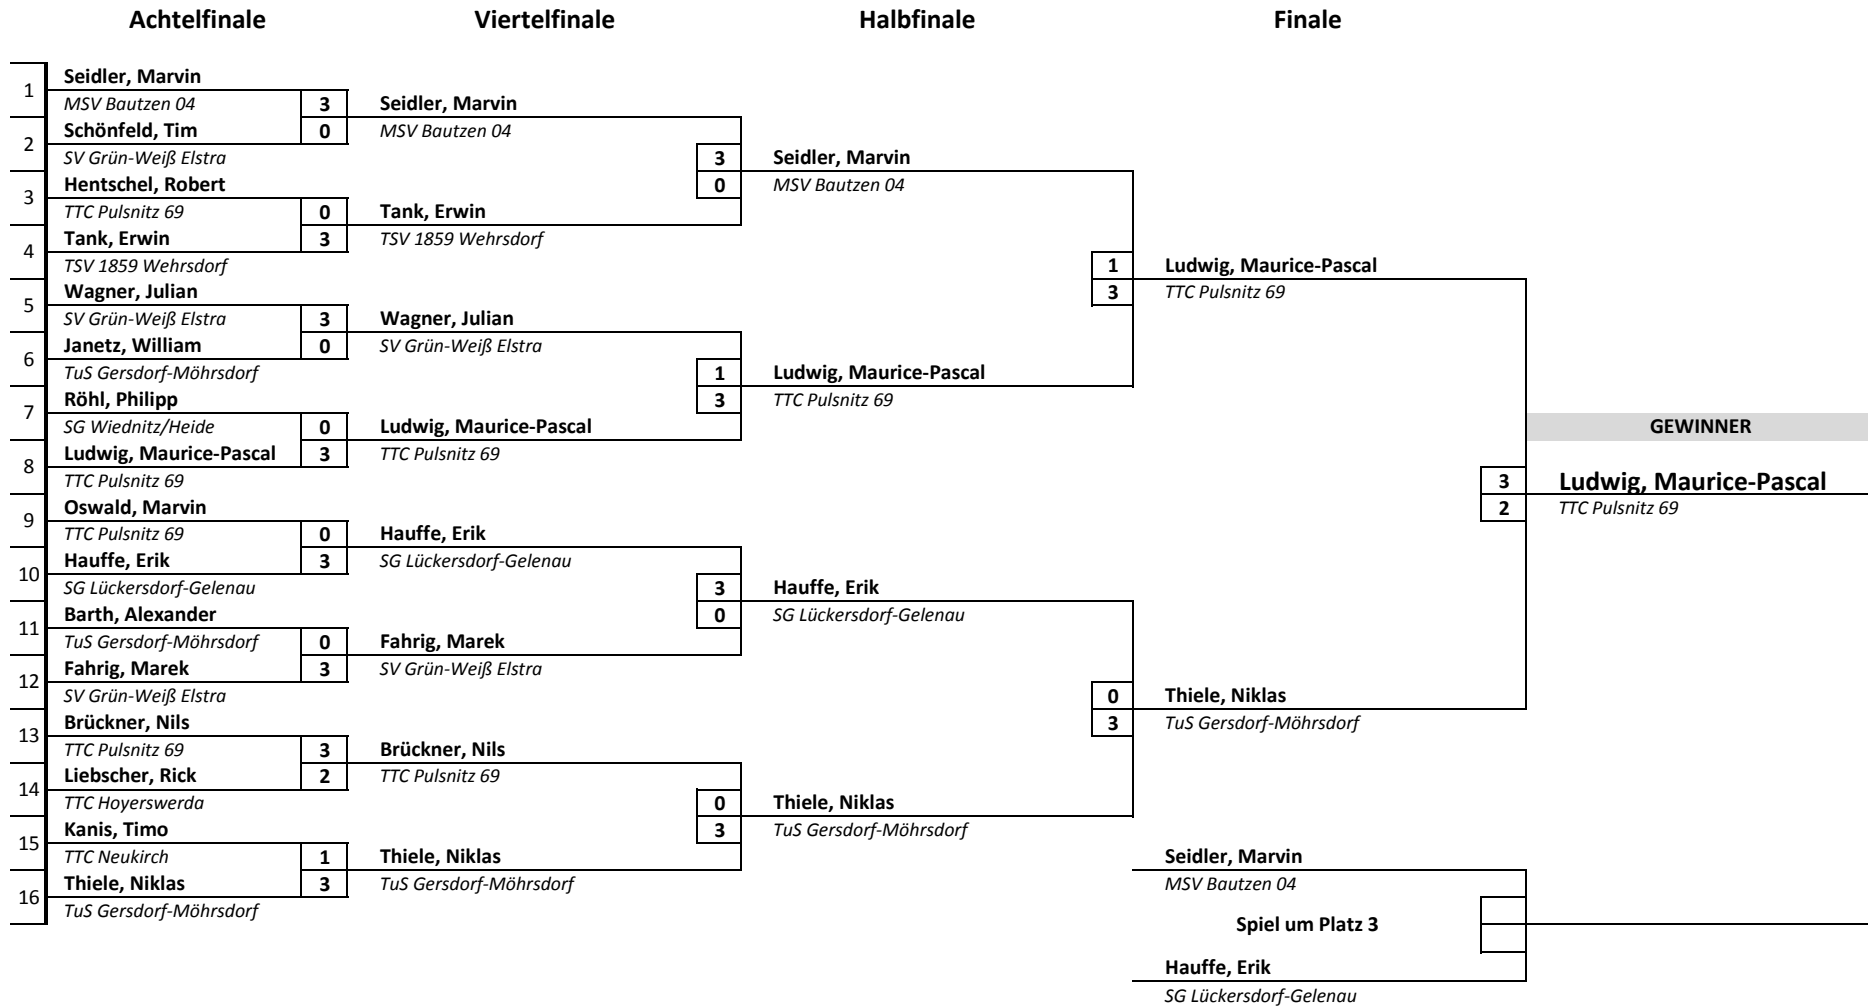 Achtelfinale Viertelfinale Halbfinale Finale
Seidler, Marvin
1
MSV Bautzen 04 3 Seidler, Marvin
Schönfeld, Tim 0 MSV Bautzen 04
2
SV Grün-Weiß Elstra 3 Seidler, Marvin
Hentschel, Robert 0 MSV Bautzen 04
3
TTC Pulsnitz 69 0 Tank, Erwin
Tank, Erwin 3 TSV 1859 Wehrsdorf
4
TSV 1859 Wehrsdorf 1 Ludwig, Maurice-Pascal
Wagner, Julian 3 TTC Pulsnitz 69
5
SV Grün-Weiß Elstra 3 Wagner, Julian
Janetz, William 0 SV Grün-Weiß Elstra
6
TuS Gersdorf-Möhrsdorf 1 Ludwig, Maurice-Pascal
Röhl, Philipp 3 TTC Pulsnitz 69
7
SG Wiednitz/Heide 0 Ludwig, Maurice-Pascal GEWINNER
Ludwig, Maurice-Pascal 3 TTC Pulsnitz 69
8
TTC Pulsnitz 69 3 Ludwig, Maurice-Pascal
Oswald, Marvin 2 TTC Pulsnitz 69
9
TTC Pulsnitz 69 0 Hauffe, Erik
Hauffe, Erik 3 SG Lückersdorf-Gelenau
10
SG Lückersdorf-Gelenau 3 Hauffe, Erik
Barth, Alexander 0 SG Lückersdorf-Gelenau
11
TuS Gersdorf-Möhrsdorf 0 Fahrig, Marek
Fahrig, Marek 3 SV Grün-Weiß Elstra
12
SV Grün-Weiß Elstra 0 Thiele, Niklas
Brückner, Nils 3 TuS Gersdorf-Möhrsdorf
13
TTC Pulsnitz 69 3 Brückner, Nils
Liebscher, Rick 2 TTC Pulsnitz 69
14
TTC Hoyerswerda 0 Thiele, Niklas
Kanis, Timo 3 TuS Gersdorf-Möhrsdorf
15
TTC Neukirch 1 Thiele, Niklas Seidler, Marvin
Thiele, Niklas 3 TuS Gersdorf-Möhrsdorf MSV Bautzen 04
16
TuS Gersdorf-Möhrsdorf
Spiel um Platz 3
Hauffe, Erik
SG Lückersdorf-Gelenau